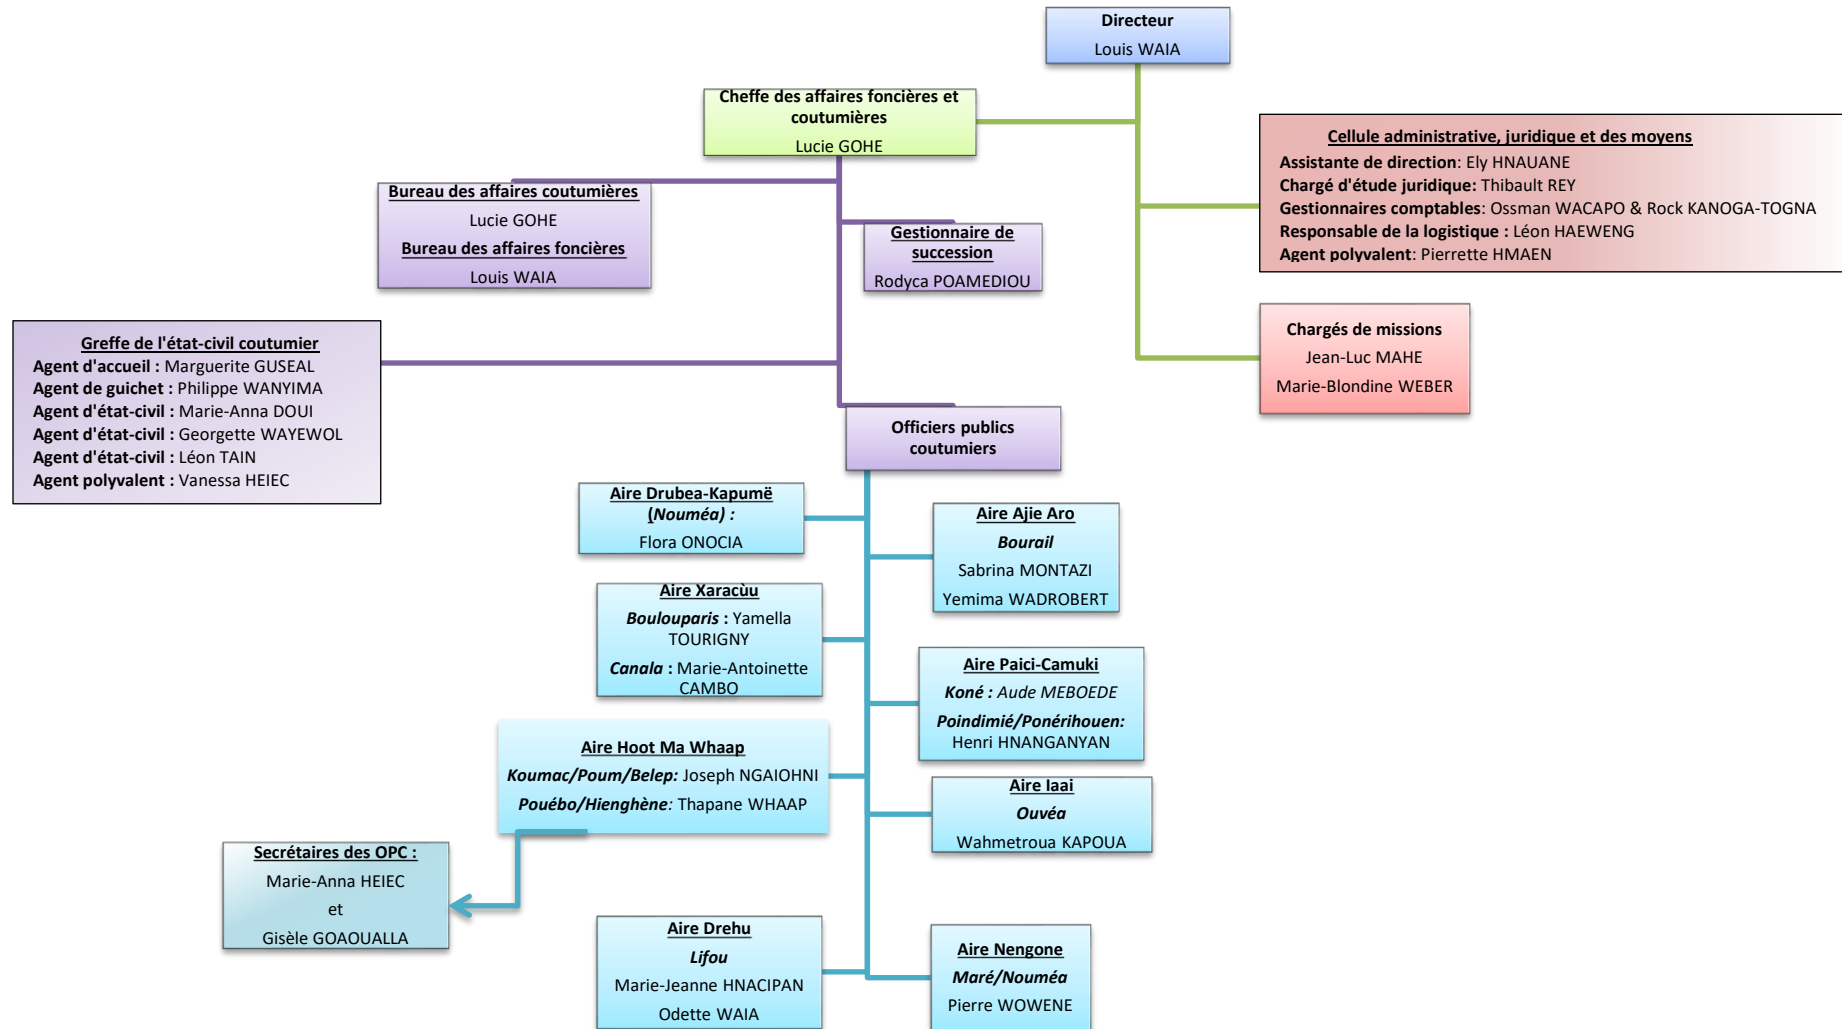 Directeur
Louis WAIA
Cheffe des affaires foncières et
coutumières
Lucie GOHE
Cellule administrative, juridique et des moyens
Assistante de direction: Ely HNAUANE
Chargé d'étude juridique: Thibault REY
Gestionnaires comptables: Ossman WACAPO & Rock KANOGA-TOGNA
Responsable de la logistique : Léon HAEWENG
Agent polyvalent: Pierrette HMAEN
Bureau des affaires coutumières
Lucie GOHE
Bureau des affaires foncières
Louis WAIA
Gestionnaire de
succession
Rodyca POAMEDIOU
Chargés de missions
Jean-Luc MAHE
Marie-Blondine WEBER
Greffe de l'état-civil coutumier
Agent d'accueil : Marguerite GUSEAL
Agent de guichet : Philippe WANYIMA
Agent d'état-civil : Marie-Anna DOUI
Agent d'état-civil : Georgette WAYEWOL
Agent d'état-civil : Léon TAIN
Agent polyvalent : Vanessa HEIEC
Officiers publics
coutumiers
Aire Drubea-Kapumë
(Nouméa) :
Flora ONOCIA
Aire Ajie Aro
Bourail
Sabrina MONTAZI
Yemima WADROBERT
Aire Xaracùu
Boulouparis : Yamella
TOURIGNY
Canala : Marie-Antoinette
CAMBO
Aire Paici-Camuki
Koné : Aude MEBOEDE
Poindimié/Ponérihouen:
Henri HNANGANYAN
Aire Hoot Ma Whaap
Koumac/Poum/Belep: Joseph NGAIOHNI
Pouébo/Hienghène: Thapane WHAAP
Aire Iaai
Ouvéa
Wahmetroua KAPOUA
Secrétaires des OPC :
Marie-Anna HEIEC
et
Gisèle GOAOUALLA
Aire Drehu
Lifou
Marie-Jeanne HNACIPAN
Odette WAIA
Aire Nengone
Maré/Nouméa
Pierre WOWENE